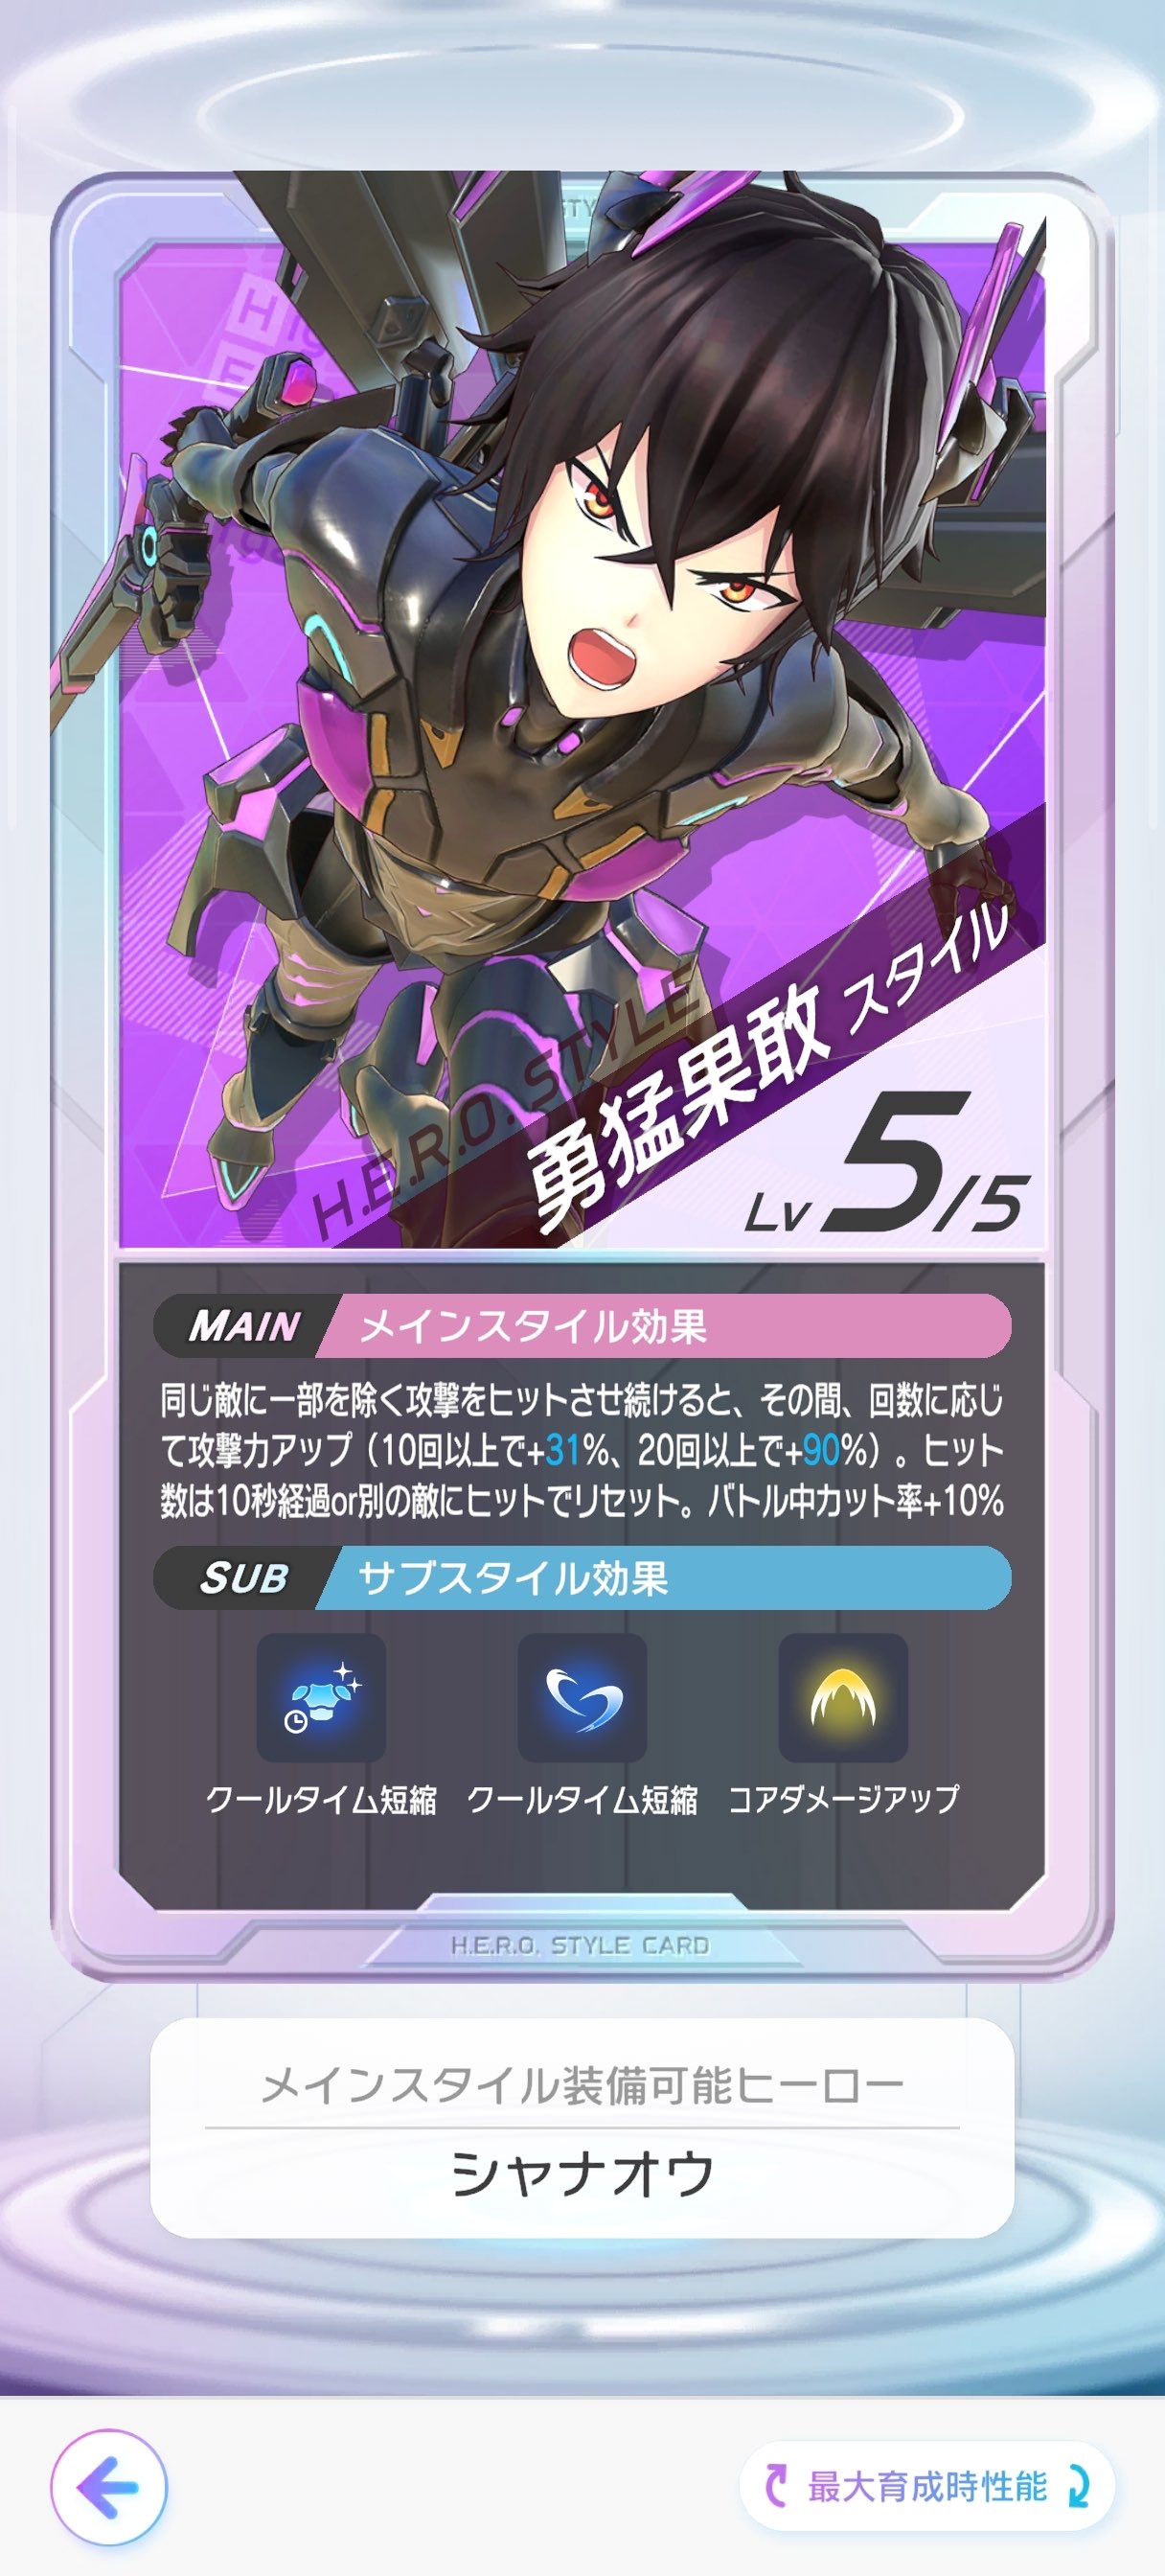 勇猛果敢 スタイル
H.E.R.O. STYLE
Lv 5/5
MAIN メインスタイル効果
同じ敵に一部を除く攻撃をヒットさせ続けると、その間、回数に応じ
て攻撃力アップ（10回以上で+31%、20回以上で+90%）。ヒット
数は10秒経過or別の敵にヒットでリセット。バトル中カット率+10%
SUB サブスタイル効果
クールタイム短縮 クールタイム短縮 コアダメージアップ
H.E.R.O. STYLE CARD
メインスタイル装備可能ヒーロー
シャナオウ
最大育成時性能